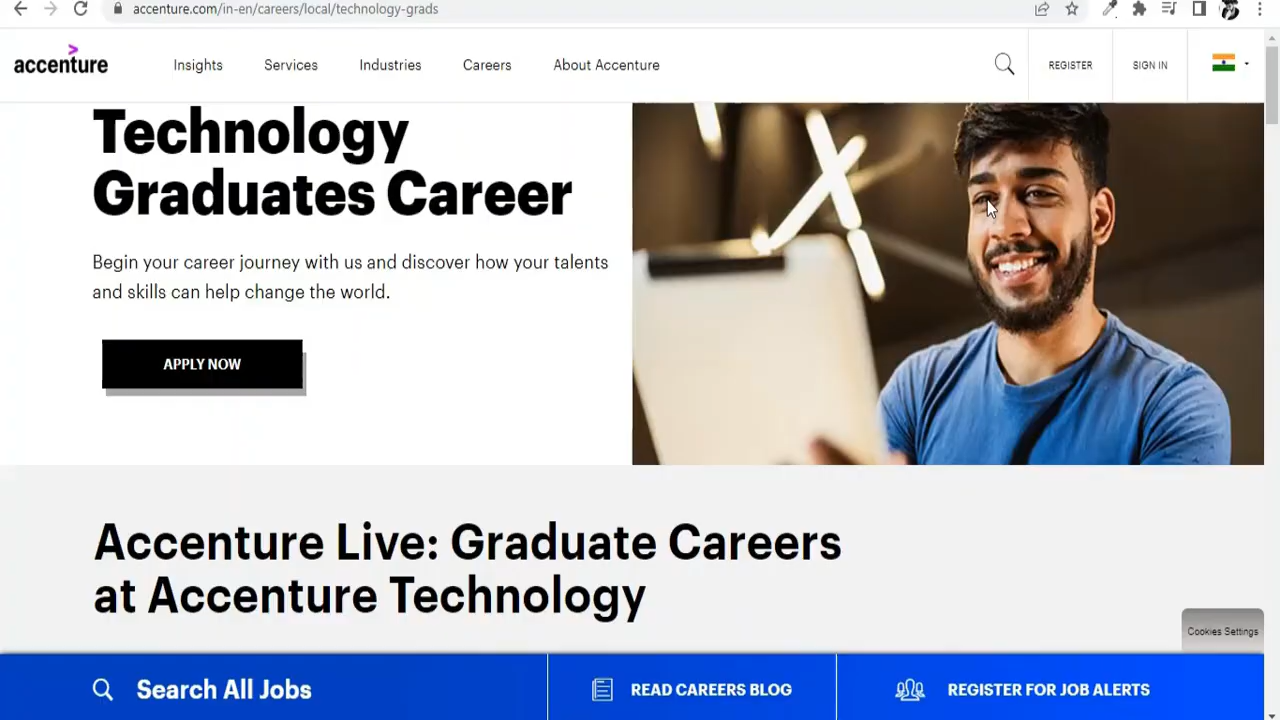 accenture.com/in-en/careers/local/technology-grads
accenture
Insights
Services
Industries
Careers
About Accenture
REGISTER
SIGN IN
Technology
Graduates Career
Begin your career journey with us and discover how your talents
and skills can help change the world.
APPLY NOW
Accenture Live: Graduate Careers
at Accenture Technology
Cookies Settings
Search All Jobs
READ CAREERS BLOG
REGISTER FOR JOB ALERTS